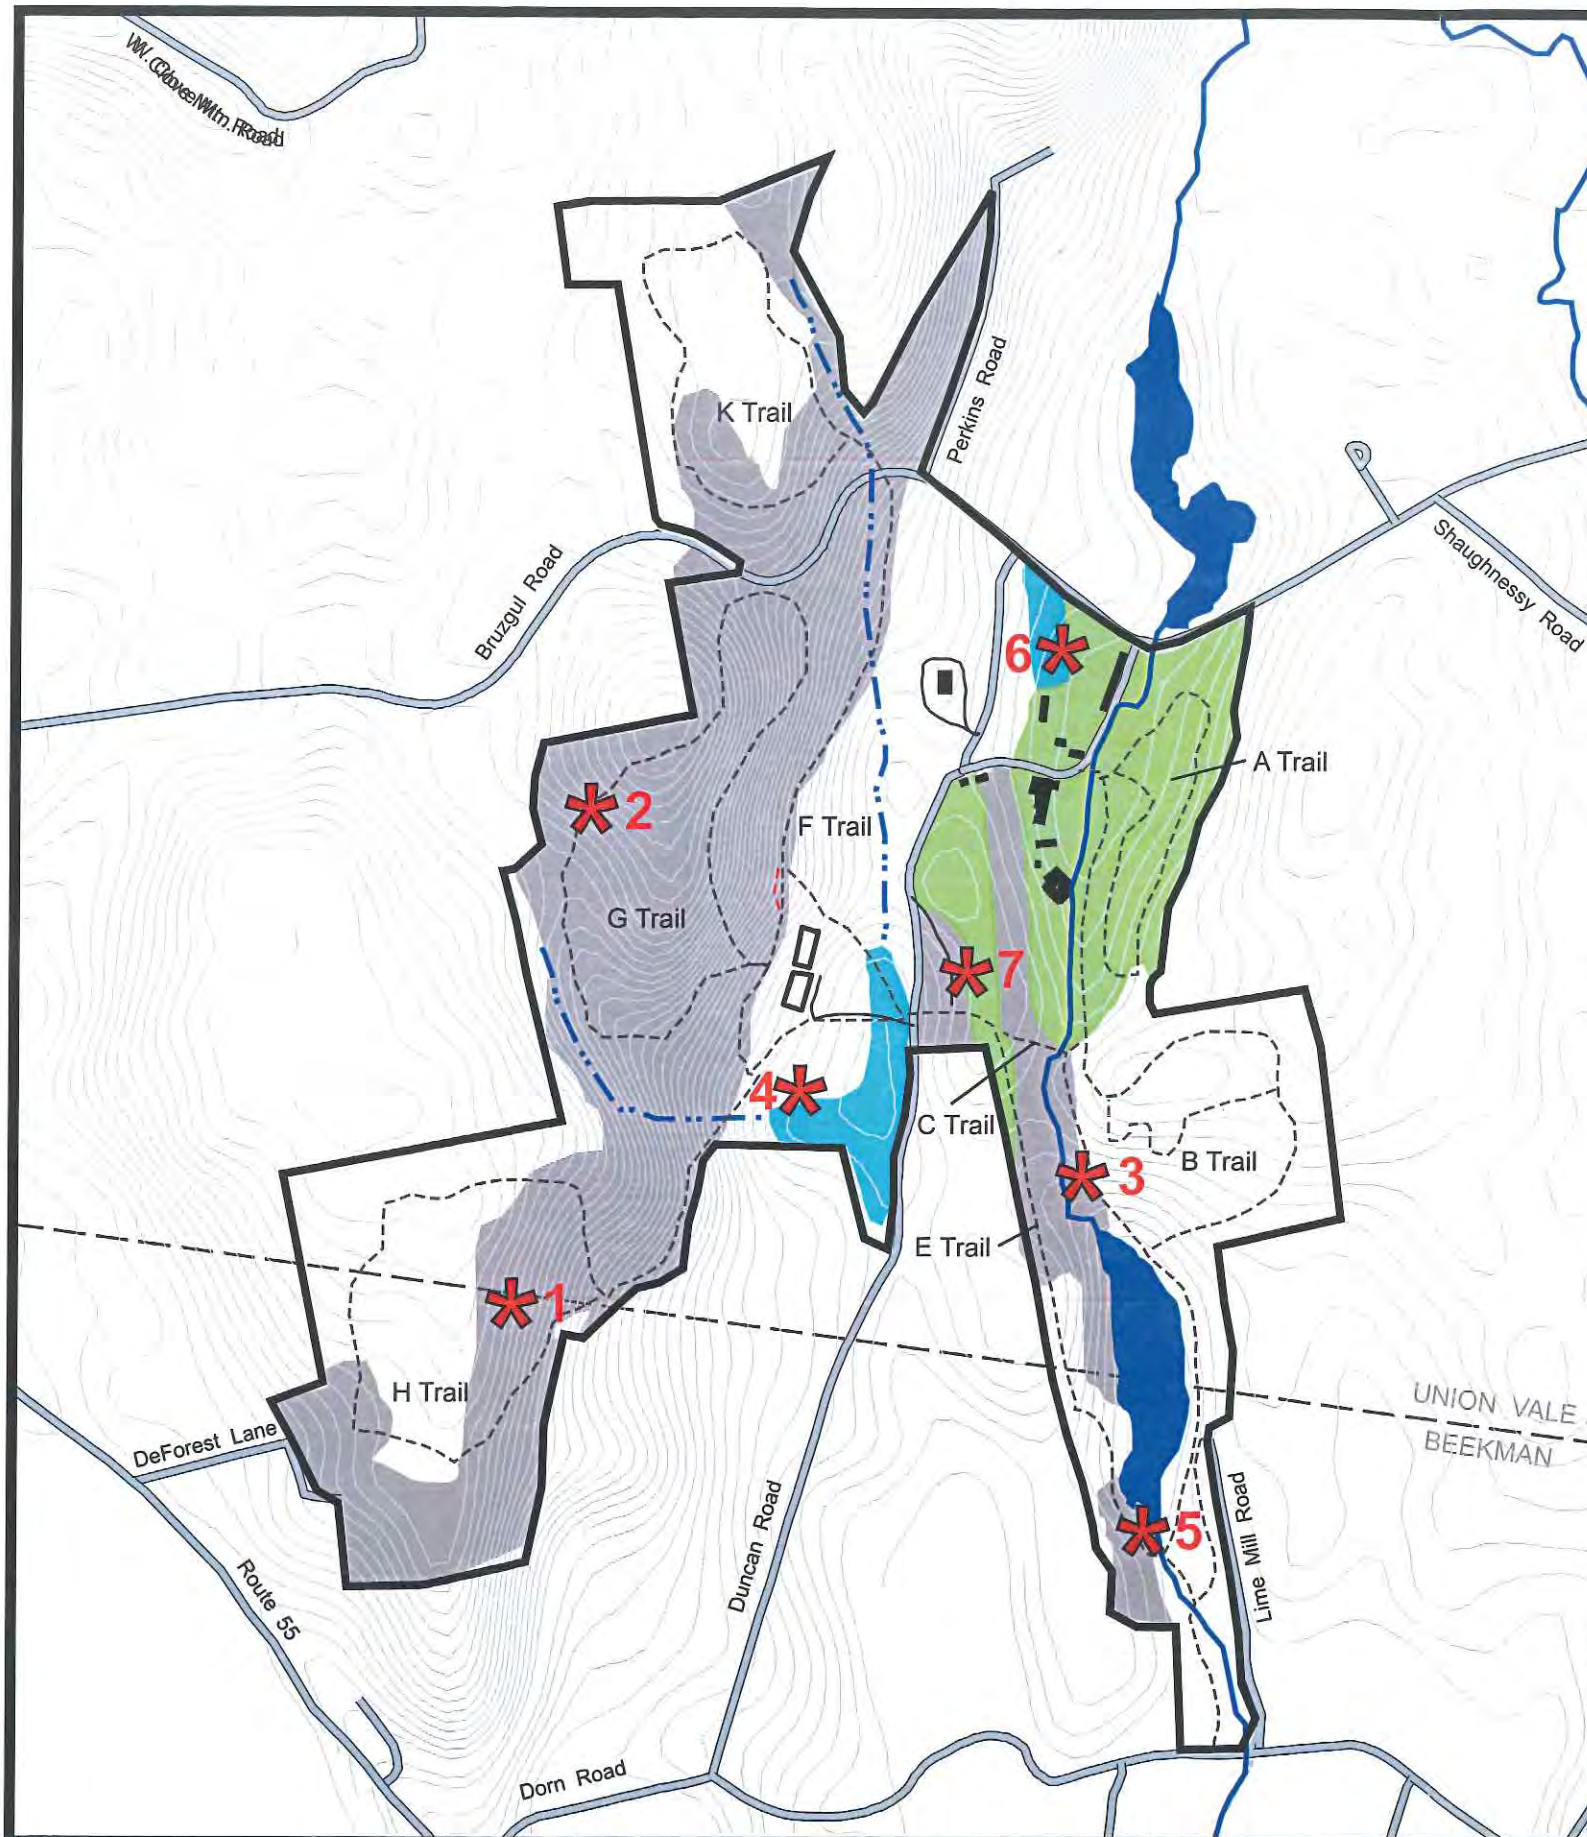 W. Clove Mtn. Road
K Trail
Perkins Road
Bruzgul Road
Shaughnessy Road
6
A Trail
2
F Trail
G Trail
7
4
C Trail
B Trail
3
E Trail
1
H Trail
UNION VALE
BEEKMAN
DeForest Lane
Route 55
Duncan Road
Lime Mill Road
5
Dorn Road